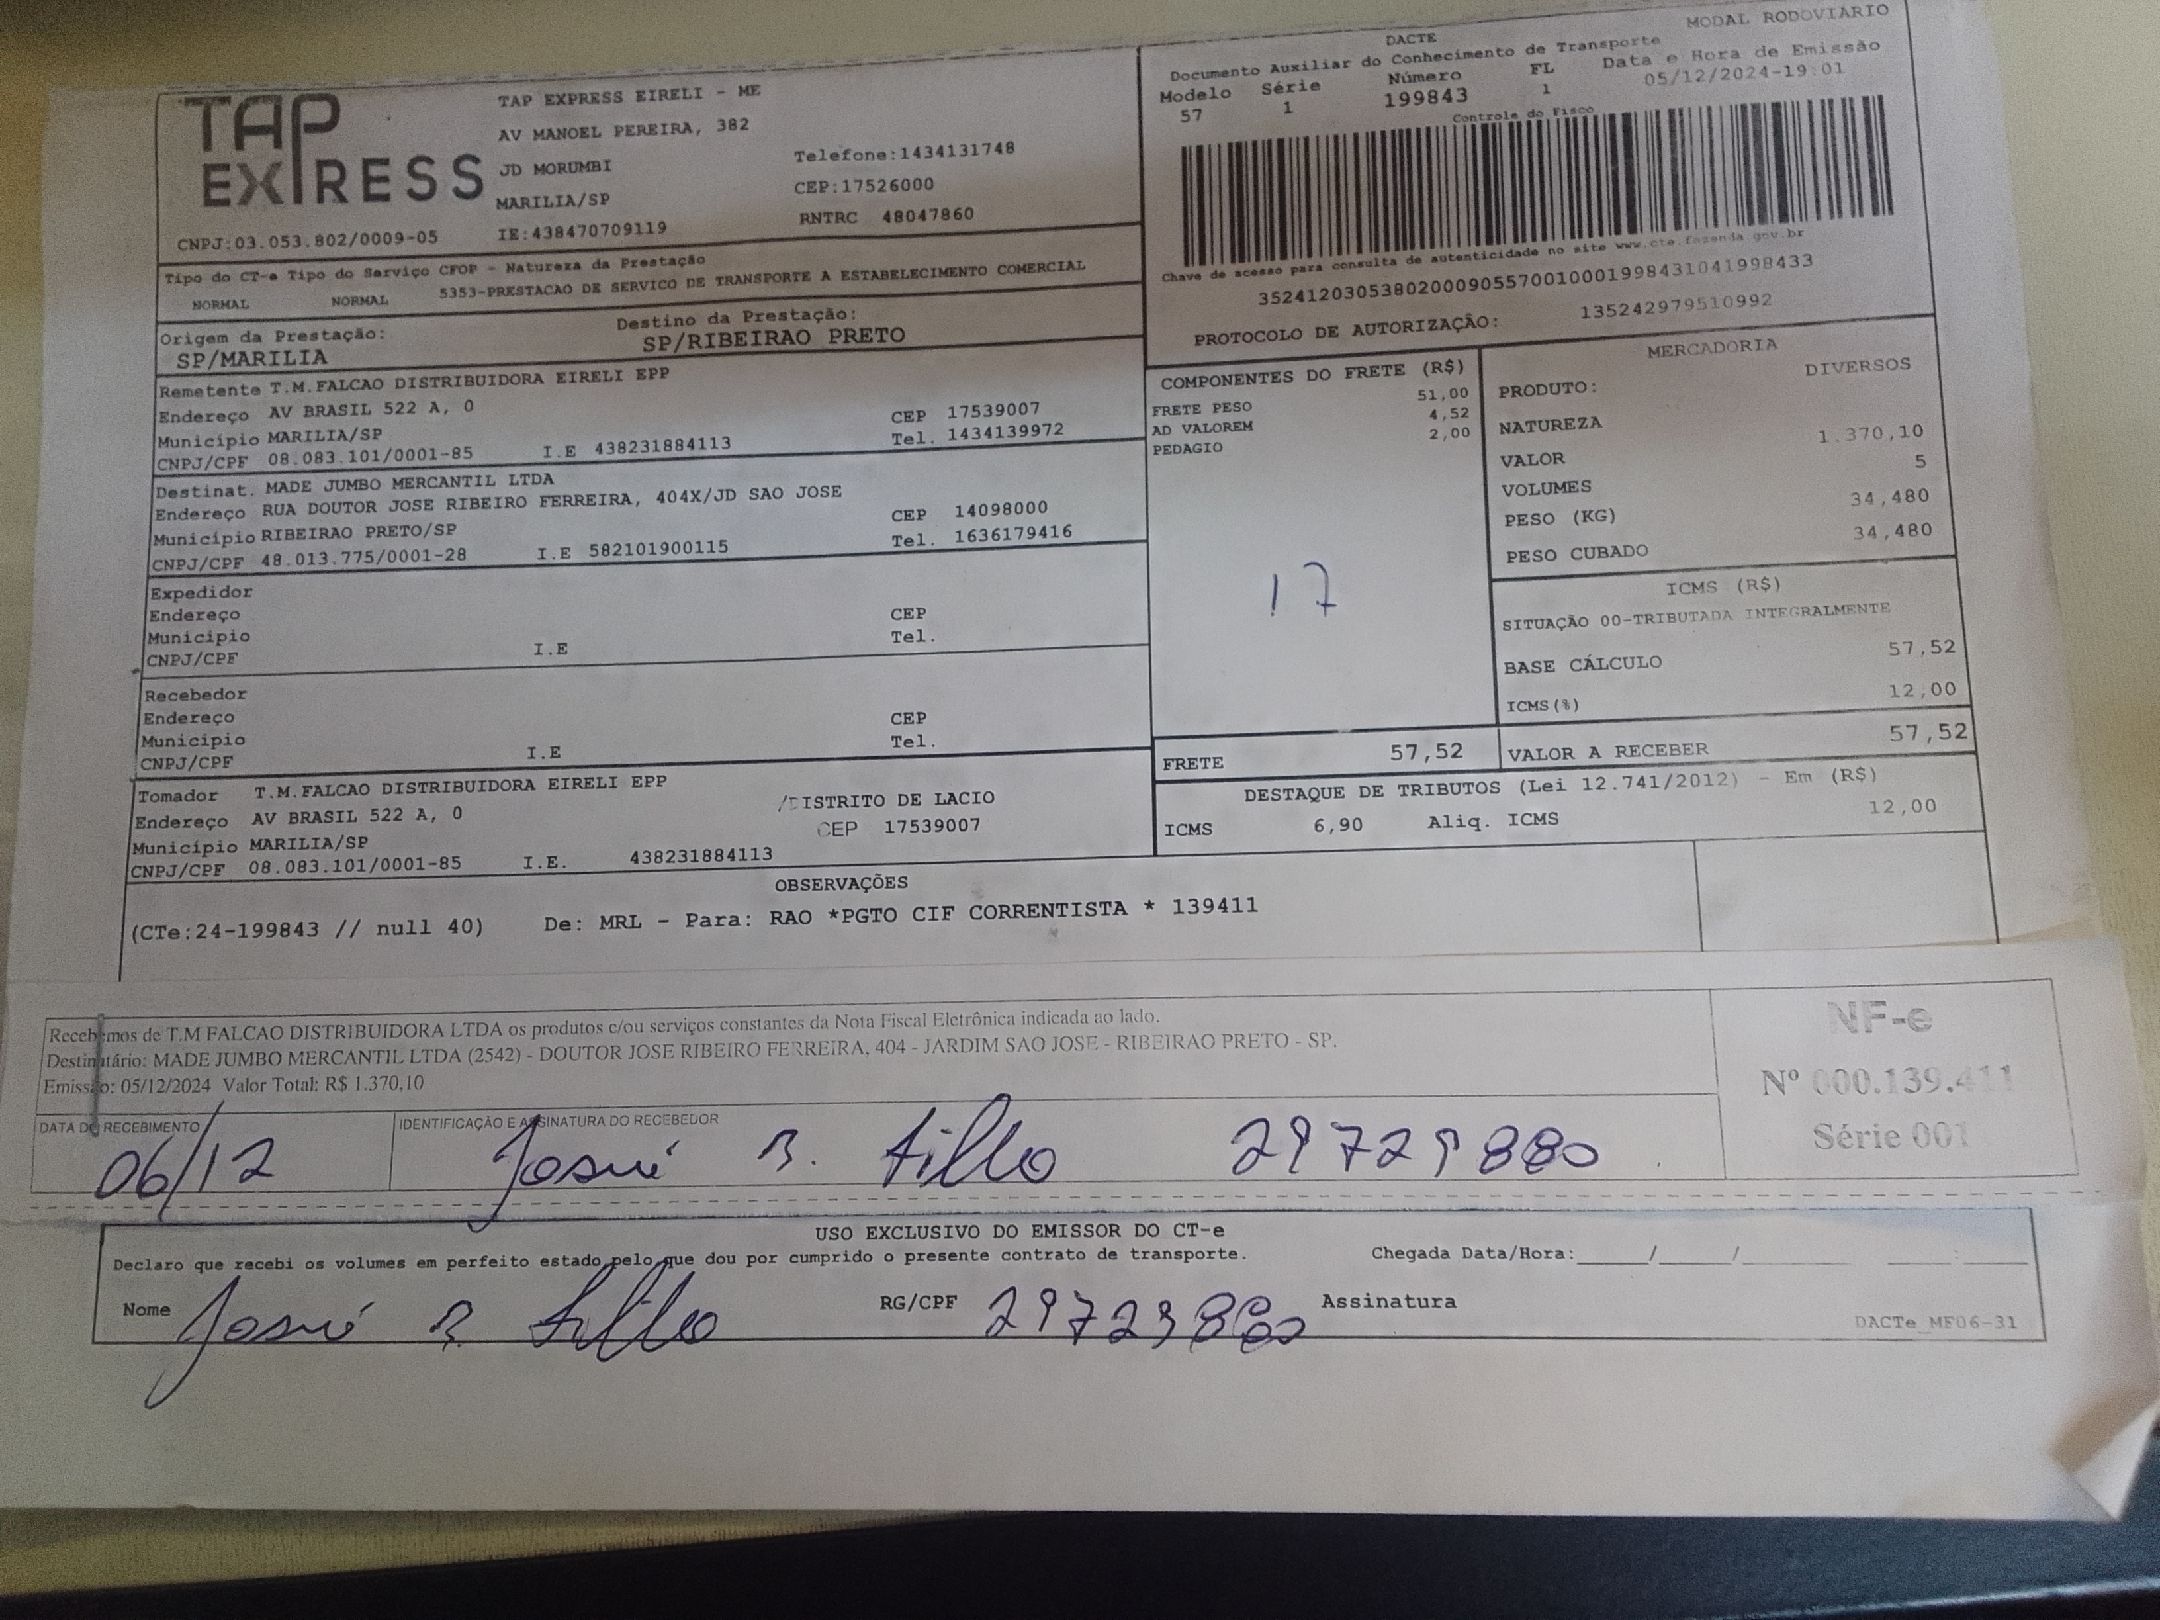 TAP EXPRESS
TAP EXPRESS EIRELI - ME
AV MANOEL PEREIRA, 382
JD MORUMBI
Telefone:1434131748
MARILIA/SP
CEP:17526000
CNPJ:03.053.802/0009-05
IE:438470709119
RNTRC 48047860
MODAL RODOVIARIO
DACTE
Documento Auxiliar do Conhecimento de Transporte
Modelo Série Número FL Data e Hora de Emissão
57 1 199843 1 05/12/2024-19:01
Controle do Fisco
Chave de acesso para consulta de autenticidade no site www.cte.fazenda.gov.br
35241203053802000905570010001998431041998433
PROTOCOLO DE AUTORIZAÇÃO: 135242979510992
Tipo do CT-e Tipo do Serviço CFOP - Natureza da Prestação
NORMAL NORMAL 5353-PRESTACAO DE SERVICO DE TRANSPORTE A ESTABELECIMENTO COMERCIAL
Origem da Prestação: Destino da Prestação:
SP/MARILIA SP/RIBEIRAO PRETO
Remetente T.M.FALCAO DISTRIBUIDORA EIRELI EPP
Endereço AV BRASIL 522 A, 0 CEP 17539007
Município MARILIA/SP Tel. 1434139972
CNPJ/CPF 08.083.101/0001-85 I.E 438231884113
Destinat. MADE JUMBO MERCANTIL LTDA
Endereço RUA DOUTOR JOSE RIBEIRO FERREIRA, 404X/JD SAO JOSE
Município RIBEIRAO PRETO/SP CEP 14098000
CNPJ/CPF 48.013.775/0001-28 I.E 582101900115 Tel. 1636179416
Expedidor
Endereço CEP
Município Tel.
CNPJ/CPF I.E
Recebedor
Endereço CEP
Município Tel.
CNPJ/CPF I.E
Tomador T.M.FALCAO DISTRIBUIDORA EIRELI EPP
Endereço AV BRASIL 522 A, 0 /DISTRITO DE LACIO
Município MARILIA/SP CEP 17539007
CNPJ/CPF 08.083.101/0001-85 I.E. 438231884113
COMPONENTES DO FRETE (R$)
FRETE PESO 51,00
AD VALOREM 4,52
PEDAGIO 2,00
17
FRETE 57,52
MERCADORIA
PRODUTO: DIVERSOS
NATUREZA
VALOR 1.370,10
VOLUMES 5
PESO (KG) 34,480
PESO CUBADO 34,480
ICMS (R$)
SITUAÇÃO 00-TRIBUTADA INTEGRALMENTE
BASE CÁLCULO 57,52
ICMS(%) 12,00
VALOR A RECEBER 57,52
DESTAQUE DE TRIBUTOS (Lei 12.741/2012) - Em (R$)
ICMS 6,90 Aliq. ICMS 12,00
OBSERVAÇÕES
(CTe:24-199843 // null 40) De: MRL - Para: RAO *PGTO CIF CORRENTISTA * 139411
Recebemos de T.M FALCAO DISTRIBUIDORA LTDA os produtos e/ou serviços constantes da Nota Fiscal Eletrônica indicada ao lado.
Destinatário: MADE JUMBO MERCANTIL LTDA (2542) - DOUTOR JOSE RIBEIRO FERREIRA, 404 - JARDIM SAO JOSE - RIBEIRAO PRETO - SP.
Emissão: 05/12/2024 Valor Total: R$ 1.370,10
NF-e
Nº 000.139.411
Série 001
DATA DO RECEBIMENTO IDENTIFICAÇÃO E ASSINATURA DO RECEBEDOR
06/12 Josué B. Filho 29729880
USO EXCLUSIVO DO EMISSOR DO CT-e
Declaro que recebi os volumes em perfeito estado pelo que dou por cumprido o presente contrato de transporte. Chegada Data/Hora:____/____/____ ____:____
Nome Josué B Filho RG/CPF 29729880 Assinatura
DACTe_MF06-31